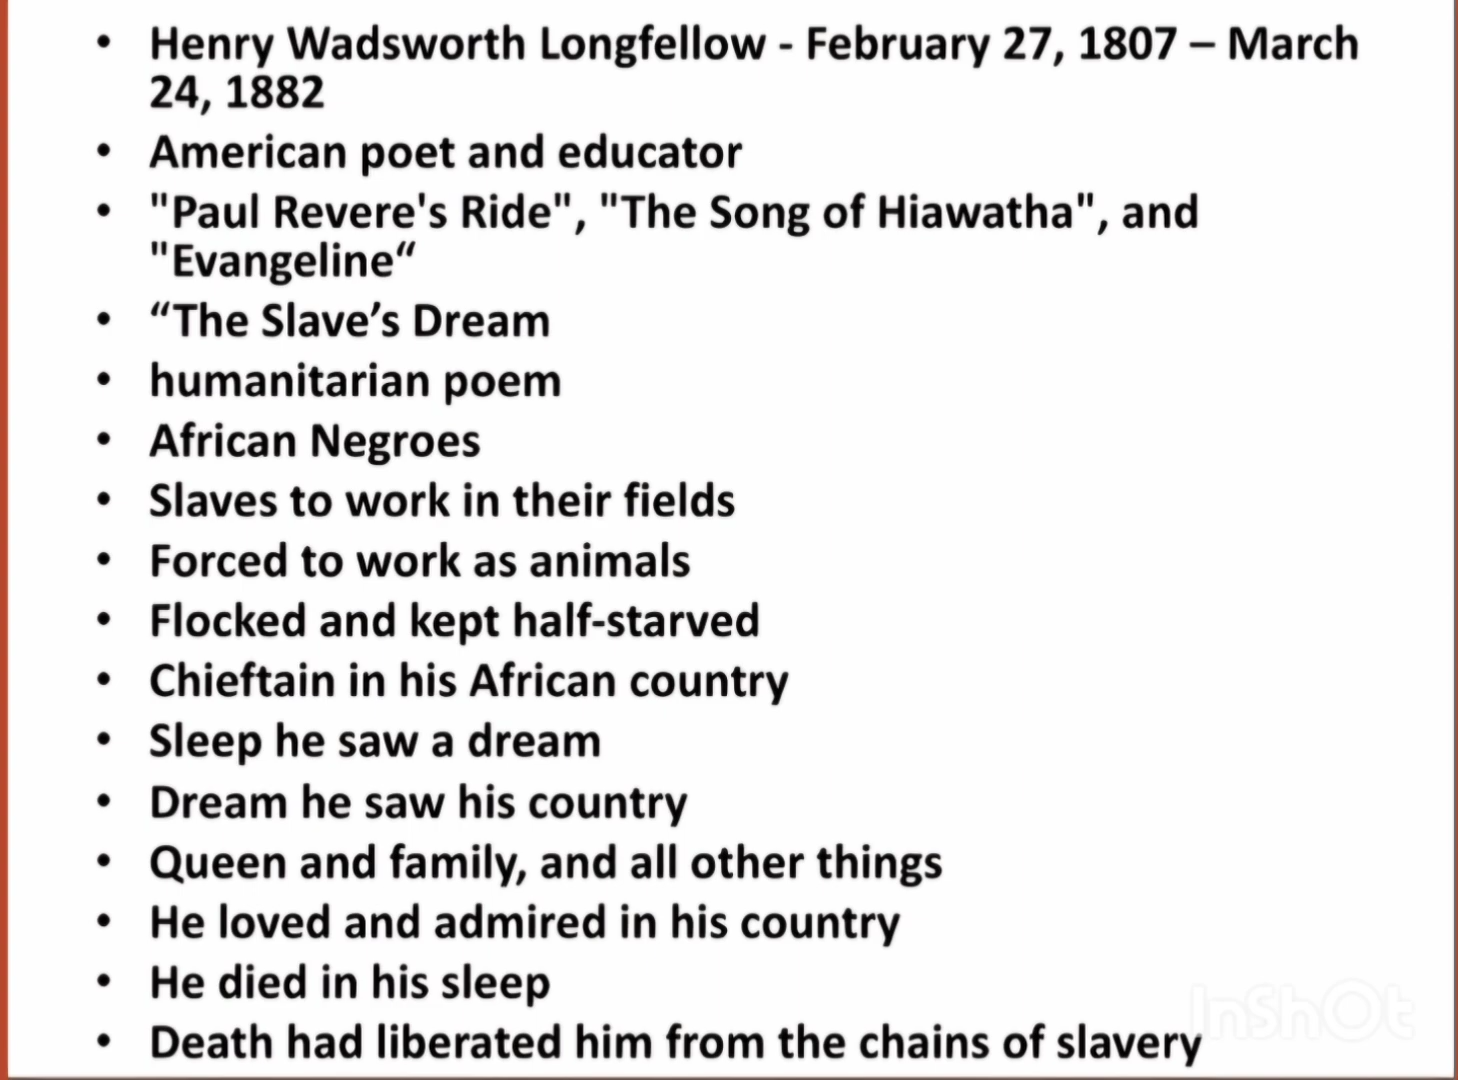 • Henry Wadsworth Longfellow - February 27, 1807 – March
24, 1882
• American poet and educator
• "Paul Revere's Ride", "The Song of Hiawatha", and
"Evangeline“
• “The Slave’s Dream
• humanitarian poem
• African Negroes
• Slaves to work in their fields
• Forced to work as animals
• Flocked and kept half-starved
• Chieftain in his African country
• Sleep he saw a dream
• Dream he saw his country
• Queen and family, and all other things
• He loved and admired in his country
• He died in his sleep
• Death had liberated him from the chains of slavery
InShOt